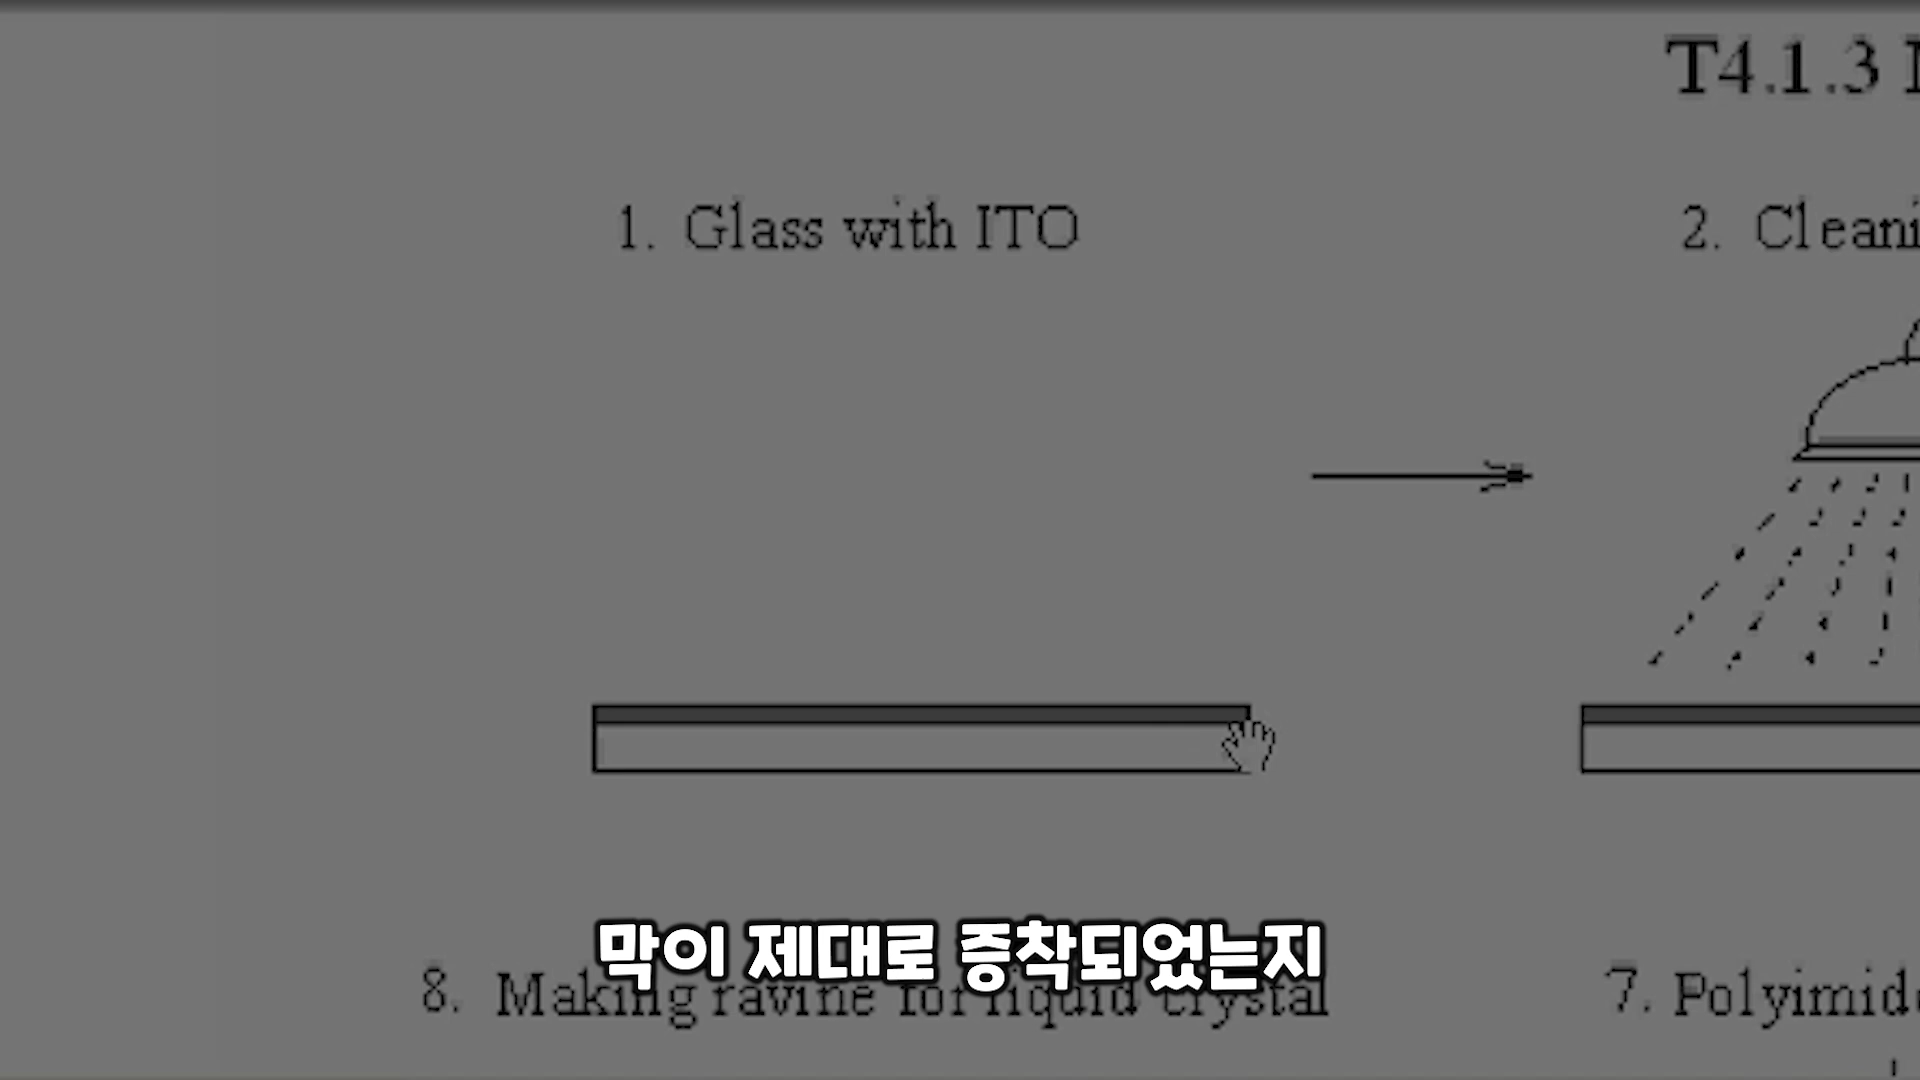 T4.1.3
1. Glass with ITO
2. Cleani
막이 제대로 증착되었는지
8. Making ravine for liquid crystal
7. Polyimide